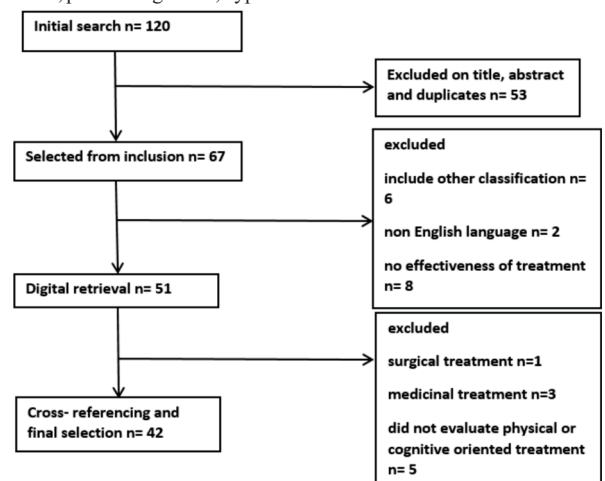 Initial search n= 120
Excluded on title, abstract
and duplicates n= 53
Selected from inclusion n= 67
excluded
include other classification n=
6
non English language n= 2
no effectiveness of treatment
n= 8
Digital retrieval n= 51
excluded
surgical treatment n=1
medicinal treatment n=3
did not evaluate physical or
cognitive oriented treatment
n= 5
Cross- referencing and
final selection n= 42